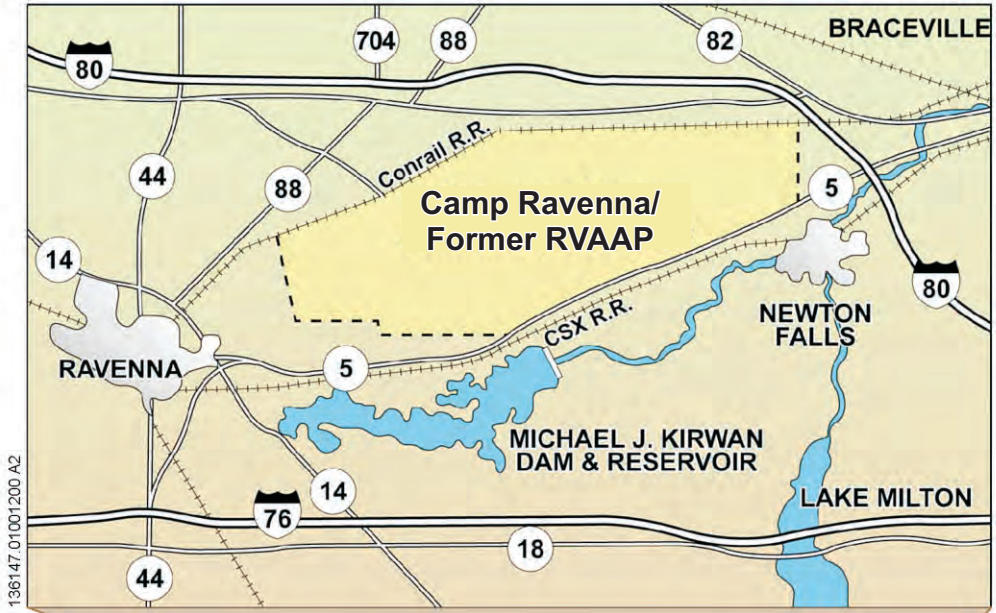 BRACEVILLE
704
88
82
80
Conrail R.R.
44
88
5
Camp Ravenna/
Former RVAAP
14
80
NEWTON
FALLS
CSX R.R.
RAVENNA
5
MICHAEL J. KIRWAN
DAM & RESERVOIR
14
76
LAKE MILTON
18
44
136147.01001200 A2